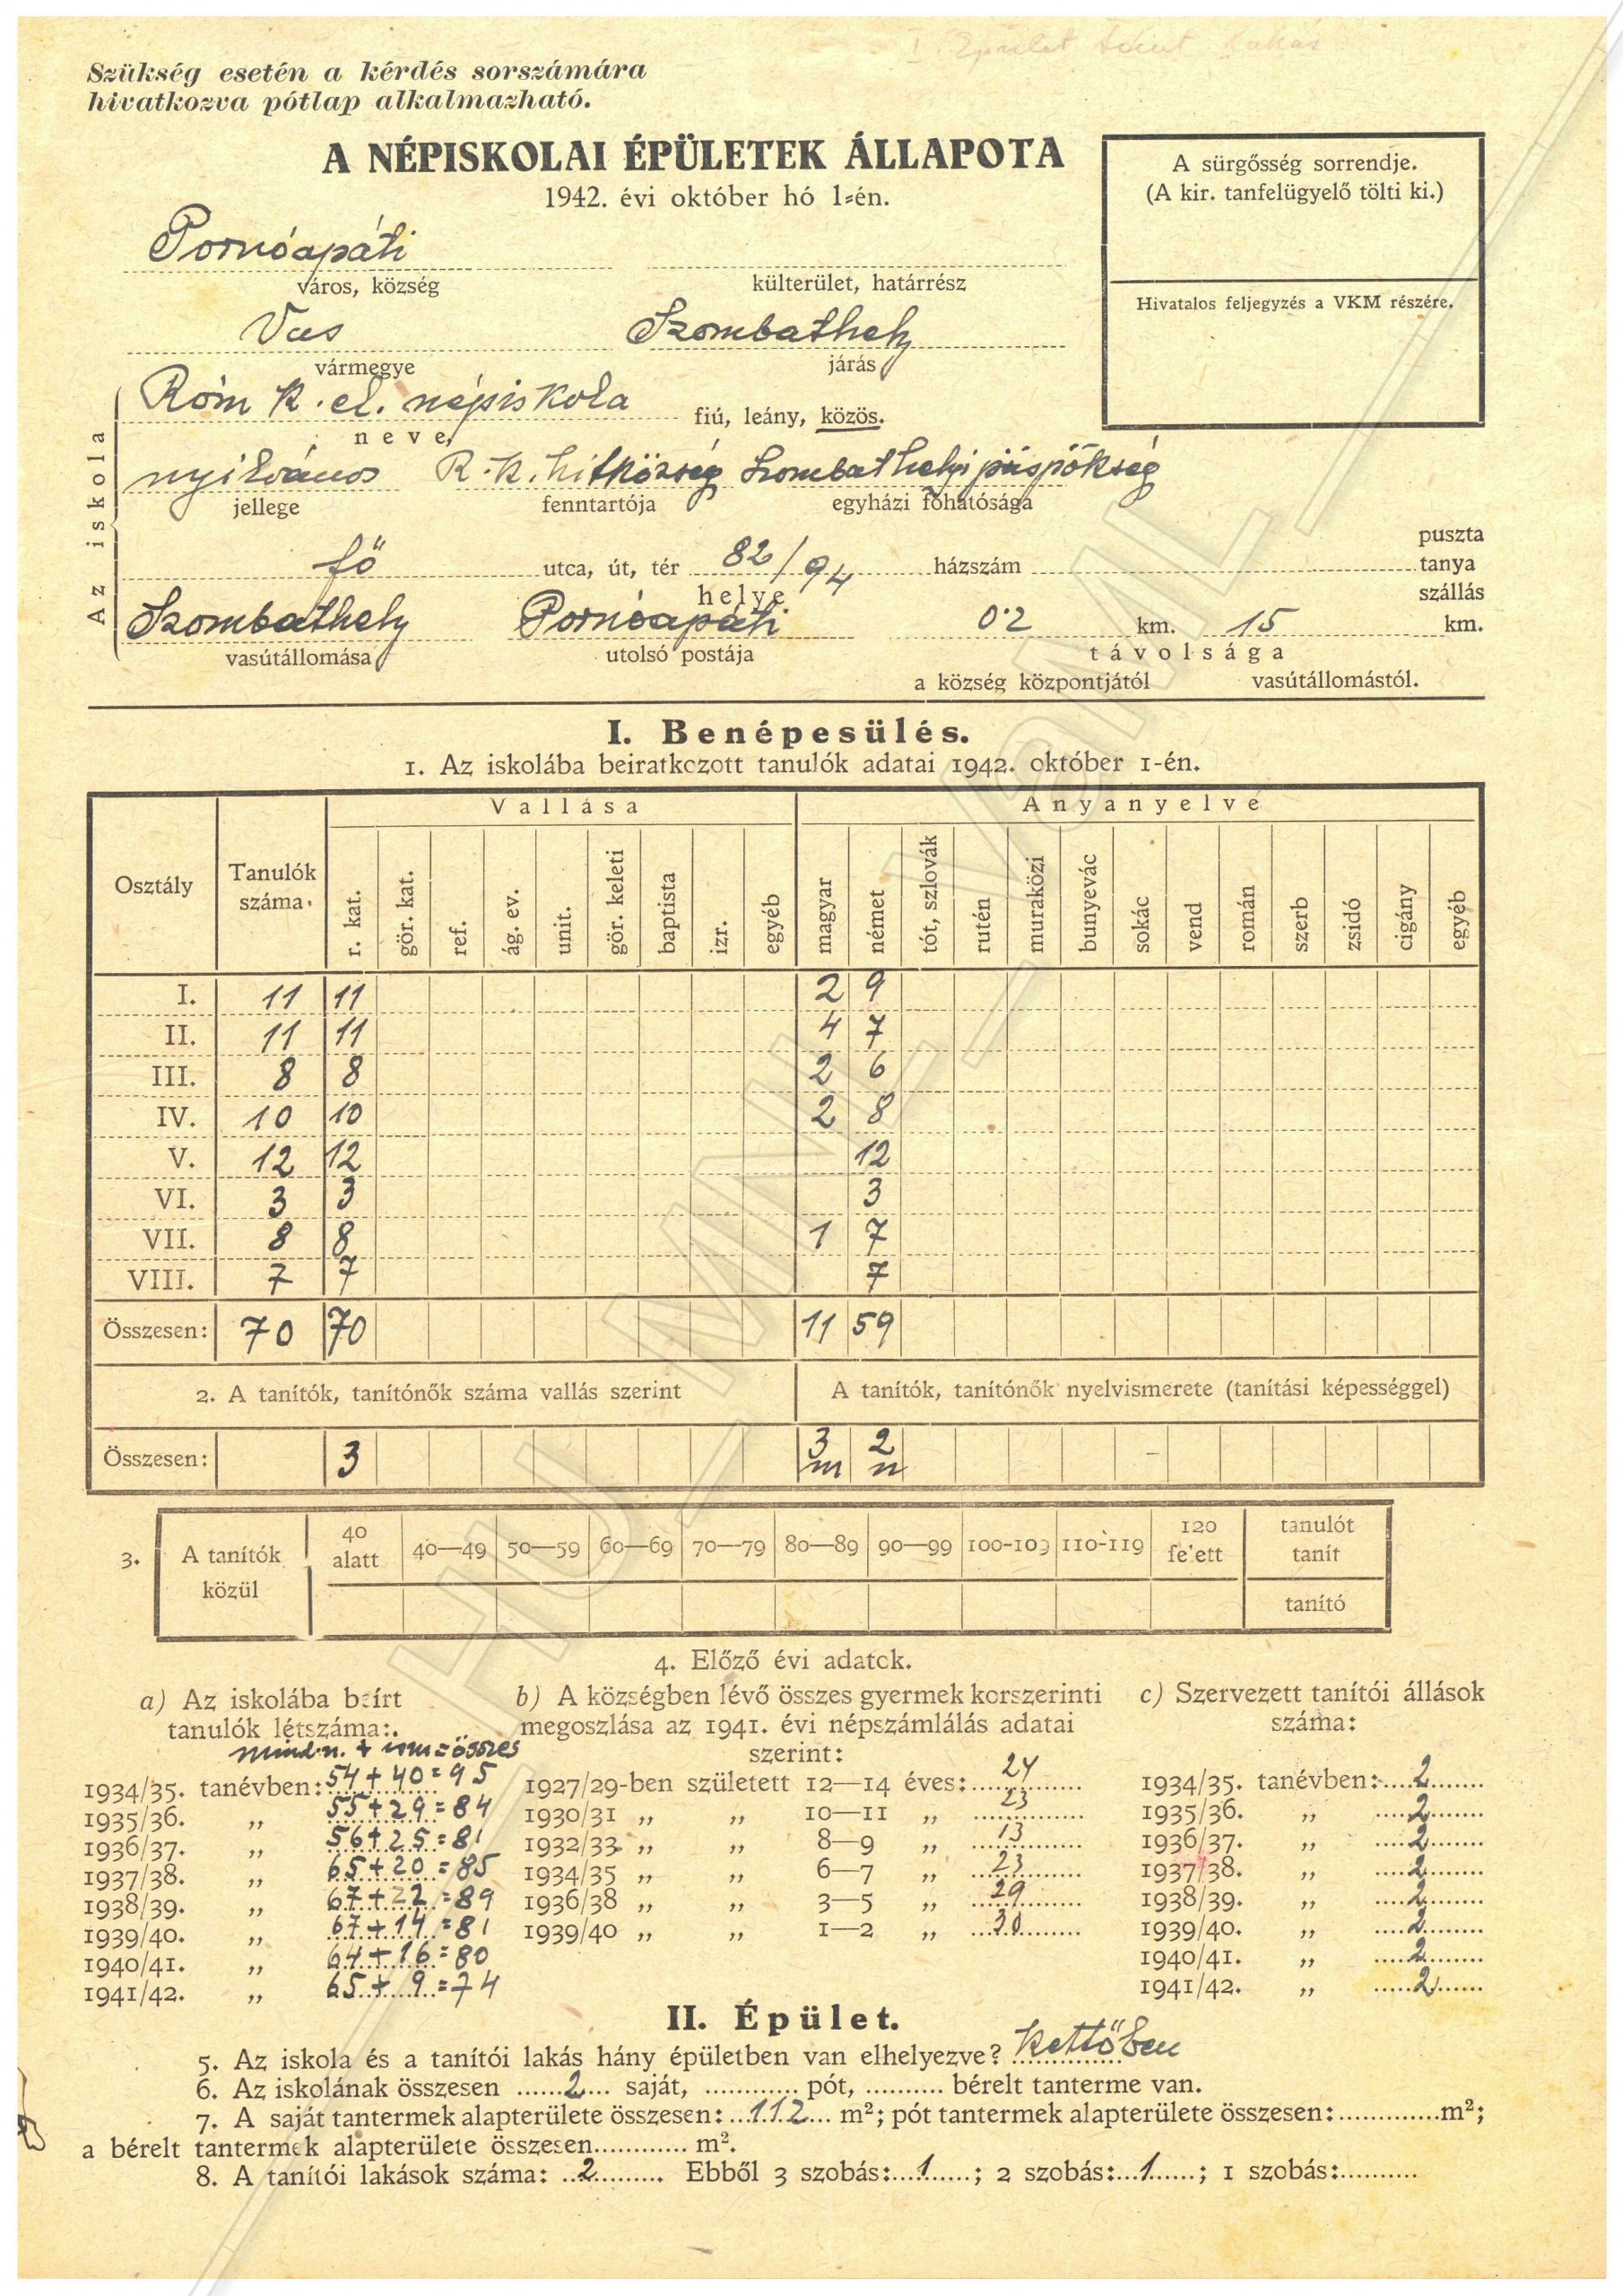 I. Épület
Szükség esetén a kérdés sorszámára
hivatkozva pótlap alkalmazható.
A NÉPISKOLAI ÉPÜLETEK ÁLLAPOTA
1942. évi október hó 1-én.
A sürgősség sorrendje.
(A kir. tanfelügyelő tölti ki.)
Hivatalos feljegyzés a VKM részére.
Pornóapáti
város, község külterület, határrész
Vas Szombathely
vármegye járás
Az iskola
Róm k. el. népiskola fiú, leány, közös.
neve
nyilvános R. k. hitközség Szombathelyi püspökség
jellege fenntartója egyházi főhatósága
fő utca, út, tér 82/94 házszám puszta
tanya
szállás
helye
Szombathely Pornóapáti 0·2 km. 15 km.
vasútállomása utolsó postája távolsága
a község központjától vasútállomástól.
I. Benépesülés.
1. Az iskolába beiratkozott tanulók adatai 1942. október 1-én.
Osztály Tanulók száma Vallása Anyanyelve
r. kat. gör. kat. ref. ág. ev. unit. gör. keleti baptista izr. egyéb magyar német tót, szlovák rutén muraközi bunyevác sokác vend román szerb zsidó cigány egyéb
I. 11 11 2 9
II. 11 11 4 7
III. 8 8 2 6
IV. 10 10 2 8
V. 12 12 12
VI. 3 3 3
VII. 8 8 1 7
VIII. 7 7 7
Összesen: 70 70 11 59
2. A tanítók, tanítónők száma vallás szerint A tanítók, tanítónők nyelvismerete (tanítási képességgel)
Összesen: 3 3 m 2 n
3. A tanítók közül 40 alatt 40—49 50—59 60—69 70—79 80—89 90—99 100-109 110-119 120 felett tanulót tanít
tanító
4. Előző évi adatok.
a) Az iskolába beírt
tanulók létszáma:
mindn. + ism = összes
1934/35. tanévben: 54 + 40 = 95
1935/36. „ 55 + 29 = 84
1936/37. „ 56 + 25 = 81
1937/38. „ 65 + 20 = 85
1938/39. „ 67 + 22 = 89
1939/40. „ 67 + 14 = 81
1940/41. „ 64 + 16 = 80
1941/42. „ 65 + 9 = 74
b) A községben lévő összes gyermek korszerinti
megoszlása az 1941. évi népszámlálás adatai
szerint:
1927/29-ben született 12—14 éves: 24
1930/31 „ „ 10—11 „ 23
1932/33 „ „ 8—9 „ 13
1934/35 „ „ 6—7 „ 23
1936/38 „ „ 3—5 „ 29
1939/40 „ „ 1—2 „ 30
c) Szervezett tanítói állások
száma:
1934/35. tanévben: 2
1935/36. „ 2
1936/37. „ 2
1937/38. „ 2
1938/39. „ 2
1939/40. „ 2
1940/41. „ 2
1941/42. „ 2
II. Épület.
5. Az iskola és a tanítói lakás hány épületben van elhelyezve? Kettőben
6. Az iskolának összesen 2 saját, pót, bérelt tanterme van.
7. A saját tantermek alapterülete összesen: 112 m²; pót tantermek alapterülete összesen: m²;
a bérelt tantermek alapterülete összesen m².
8. A tanítói lakások száma: 2. Ebből 3 szobás: 1; 2 szobás: 1; 1 szobás:
HU_MNL_VaML